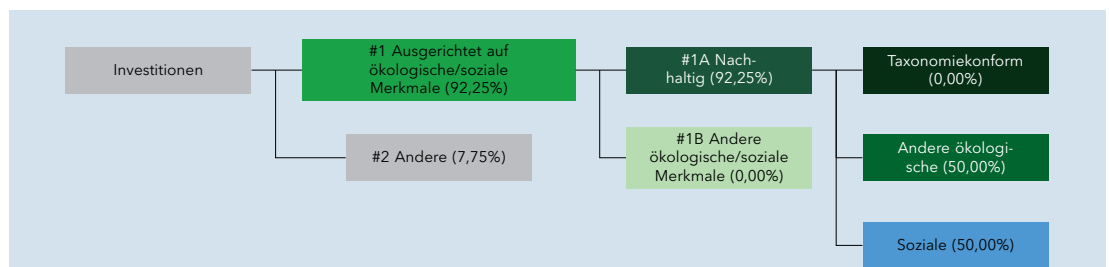 Investitionen
#1 Ausgerichtet auf
ökologische/soziale
Merkmale (92,25%)
#2 Andere (7,75%)
#1A Nach-
haltig (92,25%)
#1B Andere
ökologische/soziale
Merkmale (0,00%)
Taxonomiekonform
(0,00%)
Andere ökologi-
sche (50,00%)
Soziale (50,00%)